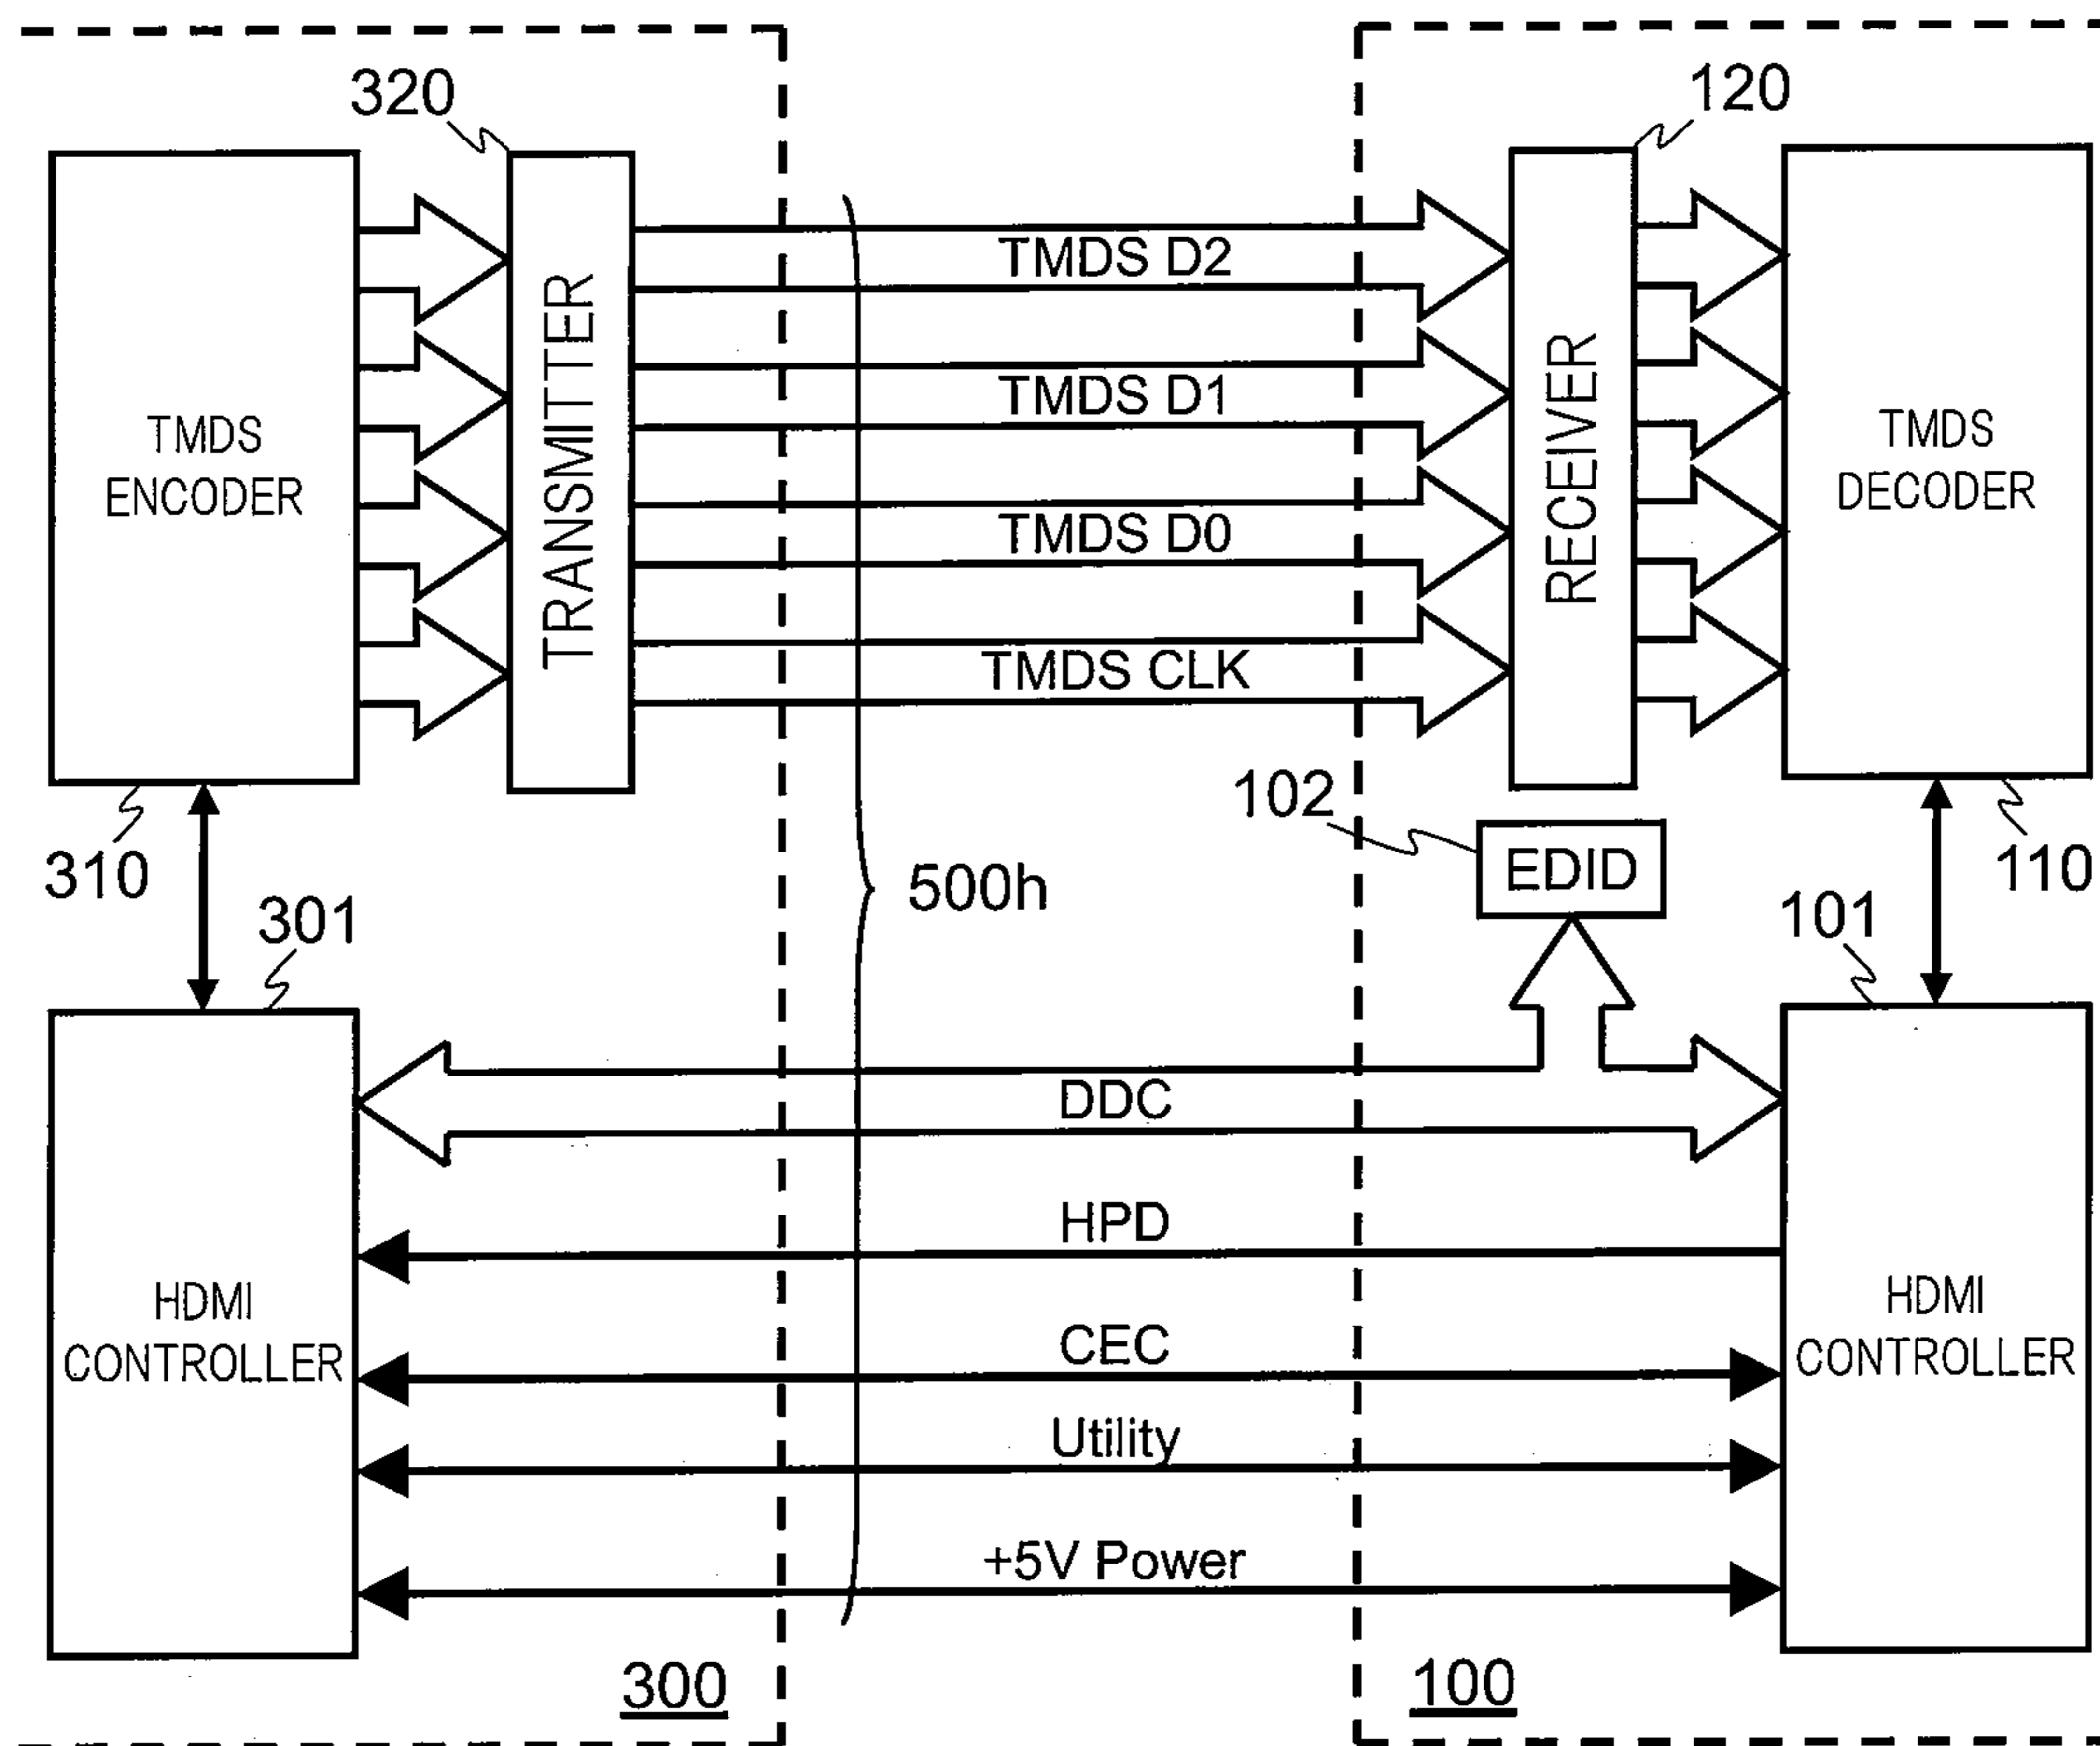 320
120
TMDS
ENCODER
TRANSMITTER
TMDS D2
TMDS D1
TMDS D0
TMDS CLK
RECEIVER
TMDS
DECODER
310
301
500h
102
EDID
101
110
HDMI
CONTROLLER
DDC
HPD
CEC
Utility
+5V Power
HDMI
CONTROLLER
300
100